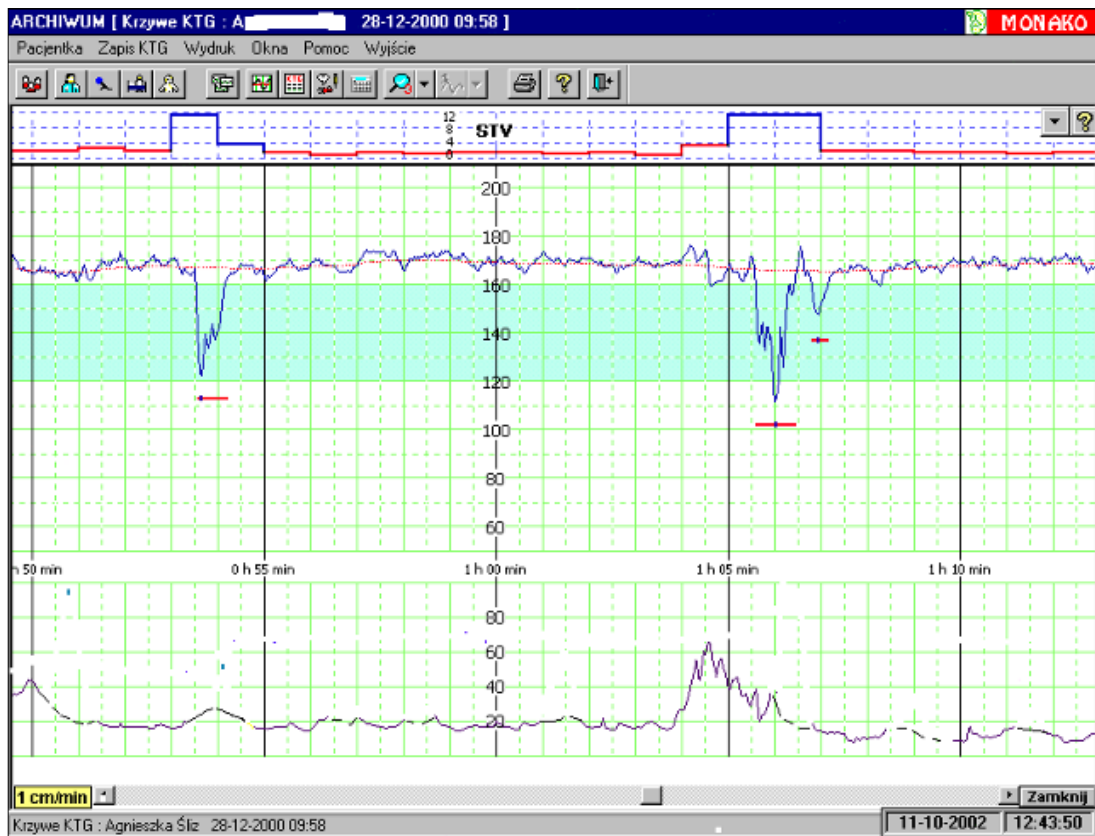 ARCHIWUM [ Krzywe KTG : A 28-12-2000 09:58 ]
MONAKO
Pacjentka Zapis KTG Wydruk Okna Pomoc Wyjście
12
8
4
0
STV
200
180
160
140
120
100
80
60
h 50 min 0 h 55 min 1 h 00 min 1 h 05 min 1 h 10 min
80
60
40
20
1 cm/min
Zamknij
Krzywe KTG : Agnieszka Śliz 28-12-2000 09:58
11-10-2002 12:43:50